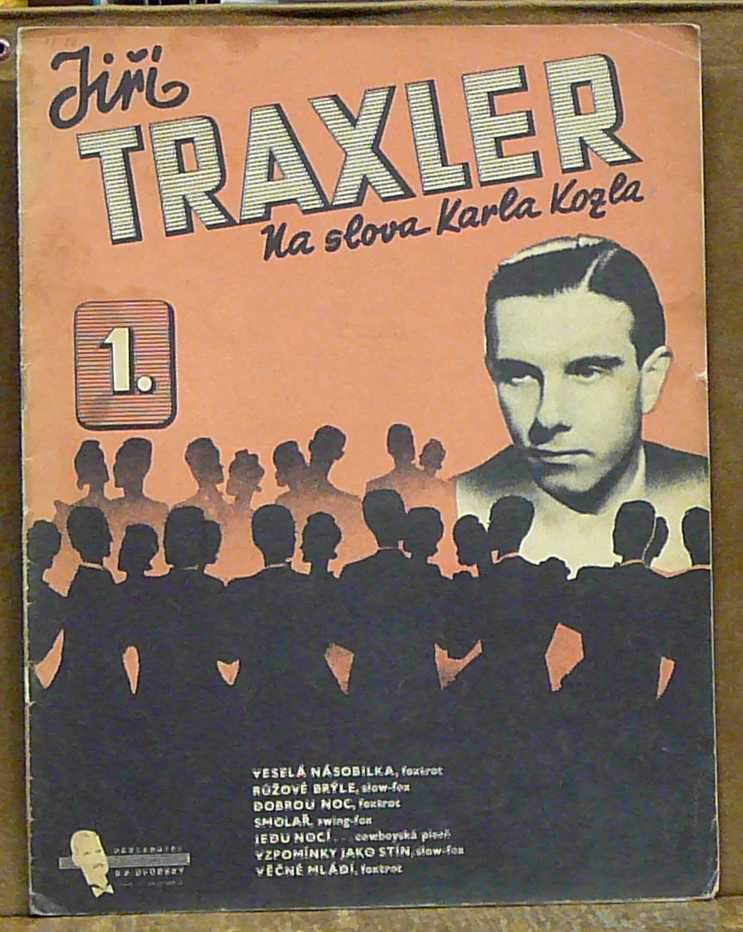 Jiří
TRAXLER
Na slova Karla Kozla
1.
VESELÁ NÁSOBILKA, foxtrot
RŮŽOVÉ BRÝLE, slow-fox
DOBROU NOC, foxtrot
SMOLAŘ, swing-fox
JEDU NOCÍ... cowboyská píseň
VZPOMÍNKY JAKO STÍN, slow-fox
VĚČNÉ MLÁDÍ, foxtrot
R.A. DVORSKÝ